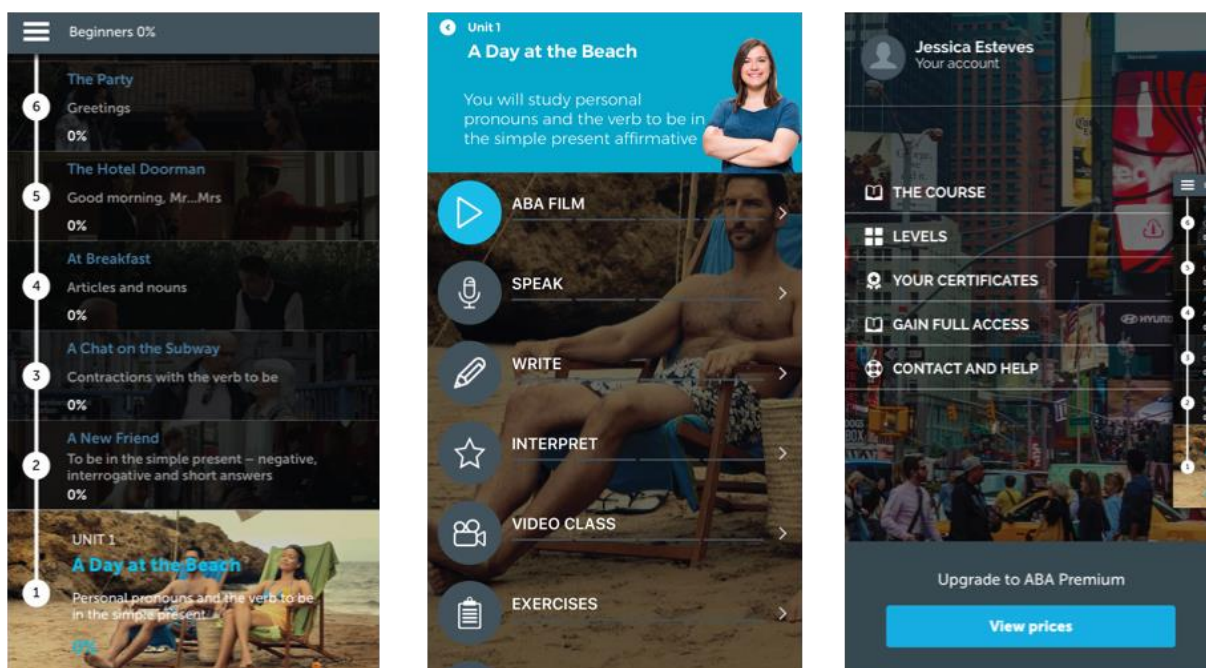 Beginners 0%
The Party
6
Greetings
0%
The Hotel Doorman
5
Good morning, Mr...Mrs
0%
At Breakfast
4
Articles and nouns
0%
A Chat on the Subway
3
Contractions with the verb to be
0%
A New Friend
2
To be in the simple present – negative,
interrogative and short answers
0%
UNIT 1
A Day at the Beach
1
Personal pronouns and the verb to be
in the simple present
0%
Unit 1
A Day at the Beach
You will study personal
pronouns and the verb to be in
the simple present affirmative
ABA FILM
SPEAK
WRITE
INTERPRET
VIDEO CLASS
EXERCISES
Jessica Esteves
Your account
THE COURSE
LEVELS
YOUR CERTIFICATES
GAIN FULL ACCESS
CONTACT AND HELP
6
5
4
3
2
1
Upgrade to ABA Premium
View prices